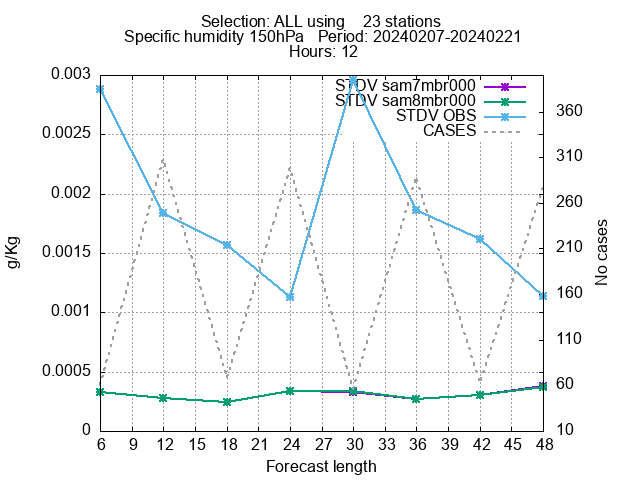 Selection: ALL using    23 stations
Specific humidity 150hPa   Period: 20240207-20240221
Hours: 12
STDV sam7mbr000
STDV sam8mbr000
STDV OBS
CASES
g/Kg
0.003
0.0025
0.002
0.0015
0.001
0.0005
0
No cases
360
310
260
210
160
110
60
10
6 9 12 15 18 21 24 27 30 33 36 39 42 45 48
Forecast length